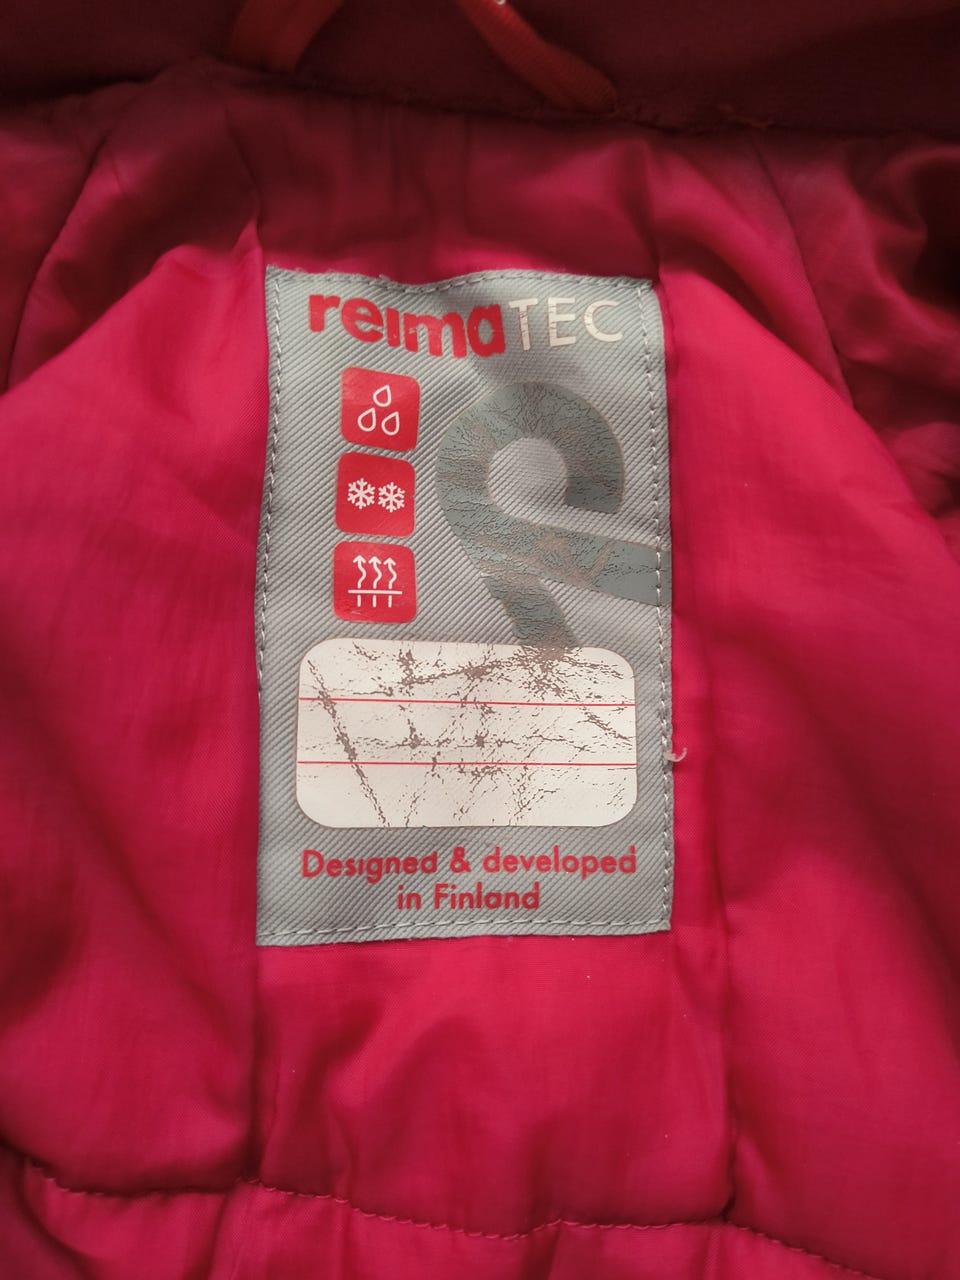 reimaTEC
Designed & developed
in Finland